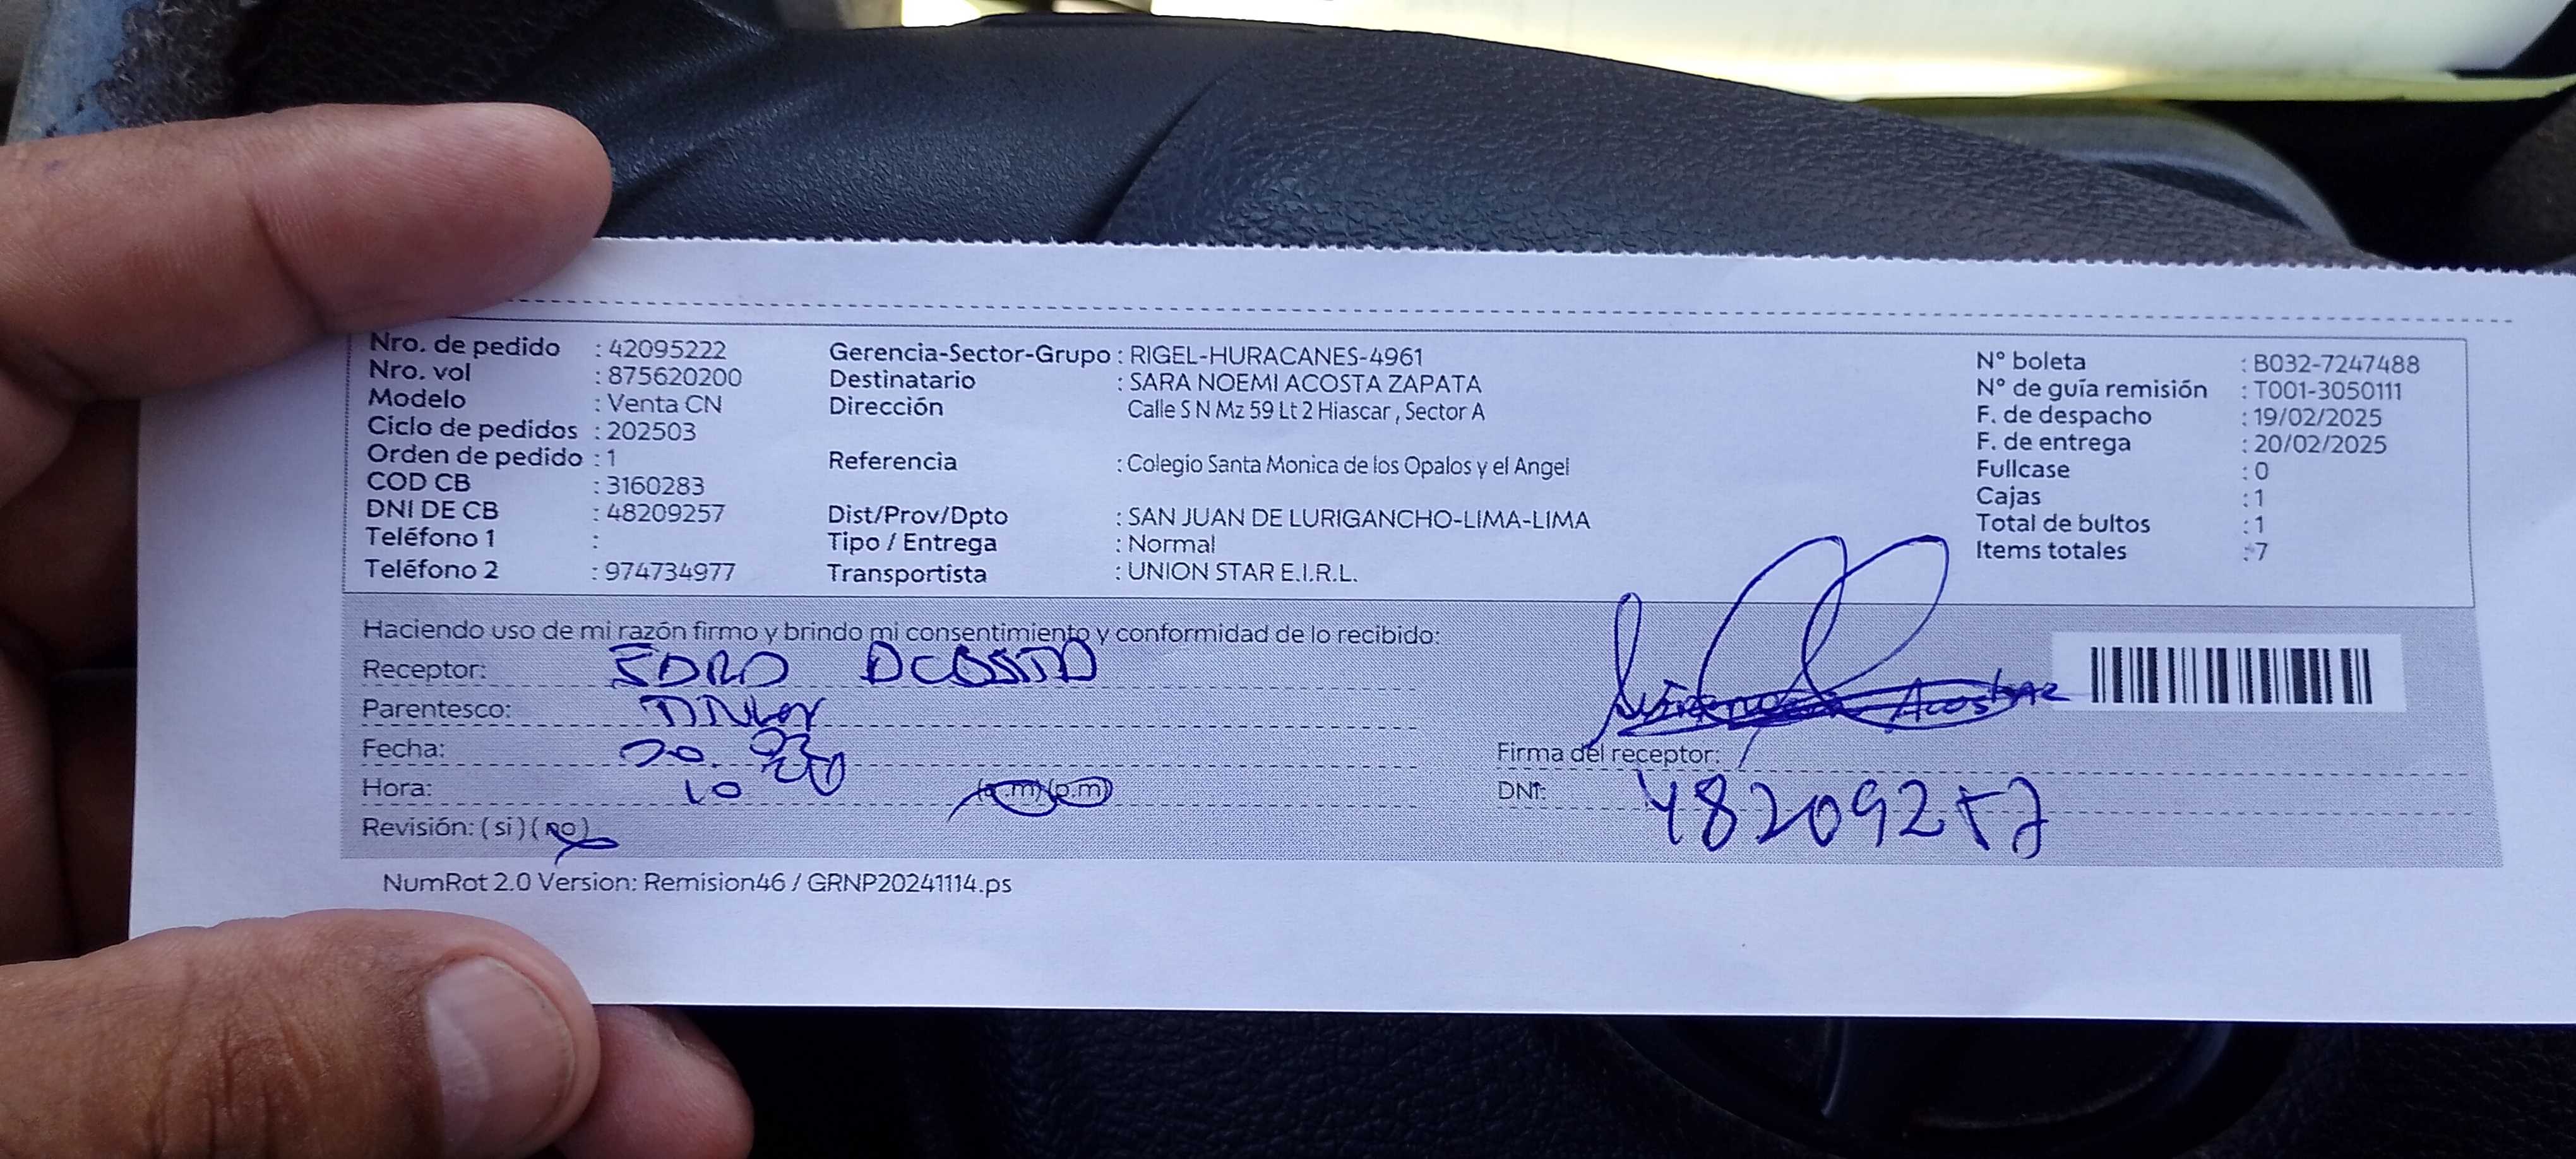 Nro. de pedido : 42095222
Nro. vol : 875620200
Modelo : Venta CN
Ciclo de pedidos : 202503
Orden de pedido : 1
COD CB : 3160283
DNI DE CB : 48209257
Teléfono 1 :
Teléfono 2 : 974734977
Gerencia-Sector-Grupo : RIGEL-HURACANES-4961
Destinatario : SARA NOEMI ACOSTA ZAPATA
Dirección Calle S N Mz 59 Lt 2 Hiascar , Sector A
Referencia : Colegio Santa Monica de los Opalos y el Angel
Dist/Prov/Dpto : SAN JUAN DE LURIGANCHO-LIMA-LIMA
Tipo / Entrega : Normal
Transportista : UNION STAR E.I.R.L.
N° boleta : B032-7247488
N° de guía remisión : T001-3050111
F. de despacho : 19/02/2025
F. de entrega : 20/02/2025
Fullcase : 0
Cajas : 1
Total de bultos : 1
Items totales : 7
Haciendo uso de mi razón firmo y brindo mi consentimiento y conformidad de lo recibido:
Receptor:
Parentesco:
Fecha:
Hora: 10 (a.m)(p.m)
Revisión: (si) (no)
Firma del receptor:
DNI: 48209257
NumRot 2.0 Version: Remision46 / GRNP20241114.ps